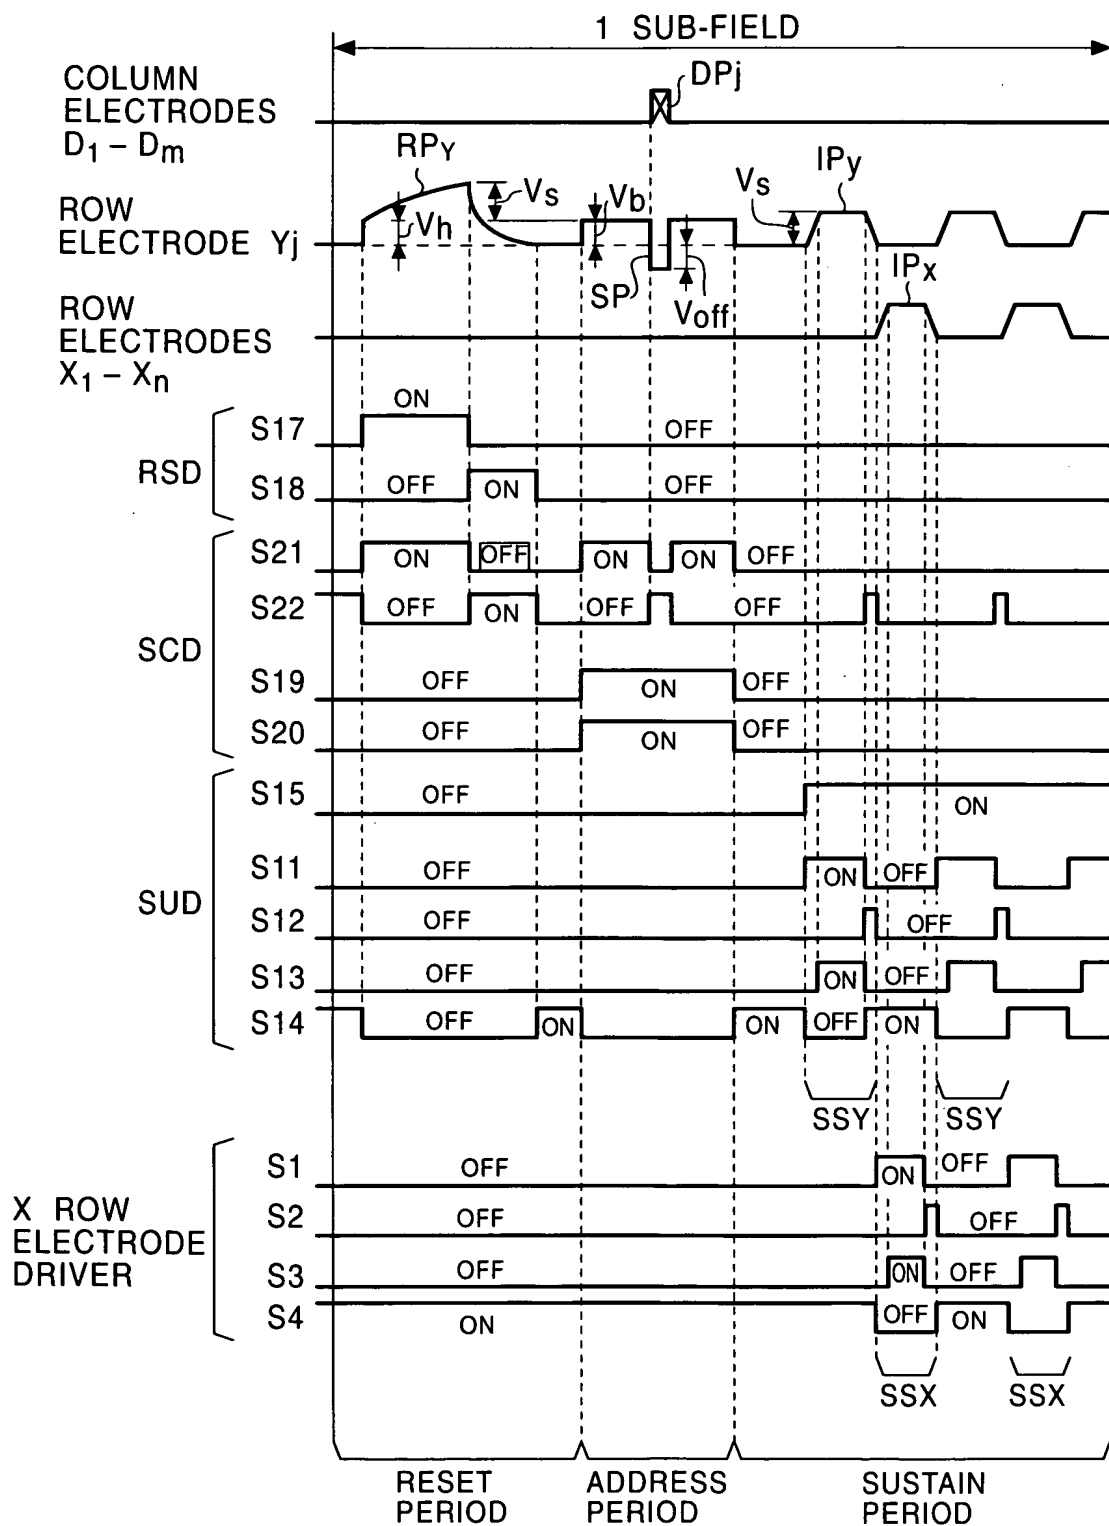 1 SUB-FIELD
COLUMN
ELECTRODES
D1 – Dm
DPj
RPY
Vs
Vh
Vb
Vs
IPy
ROW
ELECTRODE Yj
SP
Voff
IPx
ROW
ELECTRODES
X1 – Xn
RSD
S17 ON OFF
S18 OFF ON OFF
SCD
S21 ON OFF ON ON OFF
S22 OFF ON OFF OFF
S19 OFF ON OFF
S20 OFF ON OFF
SUD
S15 OFF ON
S11 OFF ON OFF
S12 OFF OFF
S13 OFF ON OFF
S14 OFF ON ON OFF ON
SSY SSY
X ROW
ELECTRODE
DRIVER
S1 OFF ON OFF
S2 OFF OFF
S3 OFF ON OFF
S4 ON OFF ON
SSX SSX
RESET
PERIOD
ADDRESS
PERIOD
SUSTAIN
PERIOD